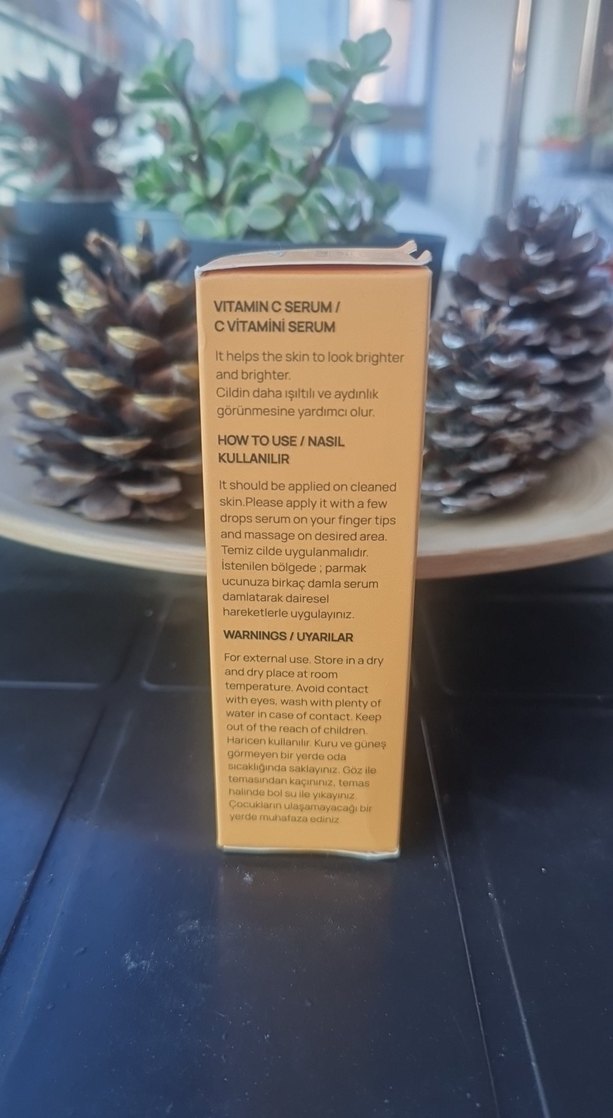 VITAMIN C SERUM /
C VİTAMİNİ SERUM
It helps the skin to look brighter
and brighter.
Cildin daha ışıltılı ve aydınlık
görünmesine yardımcı olur.
HOW TO USE / NASIL
KULLANILIR
It should be applied on cleaned
skin.Please apply it with a few
drops serum on your finger tips
and massage on desired area.
Temiz cilde uygulanmalıdır.
İstenilen bölgede ; parmak
ucunuza birkaç damla serum
damlatarak dairesel
hareketlerle uygulayınız.
WARNINGS / UYARILAR
For external use. Store in a dry
and dry place at room
temperature. Avoid contact
with eyes, wash with plenty of
water in case of contact. Keep
out of the reach of children.
Haricen kullanılır. Kuru ve güneş
görmeyen bir yerde oda
sıcaklığında saklayınız. Göz ile
temasından kaçınınız, temas
halinde bol su ile yıkayınız.
Çocukların ulaşamayacağı bir
yerde muhafaza ediniz.